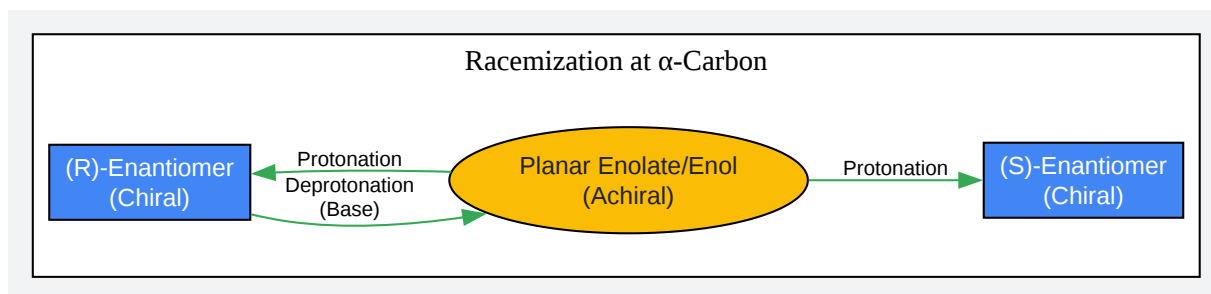 Racemization at α-Carbon
(R)-Enantiomer
(Chiral)
Protonation
Deprotonation
(Base)
Planar Enolate/Enol
(Achiral)
Protonation
(S)-Enantiomer
(Chiral)